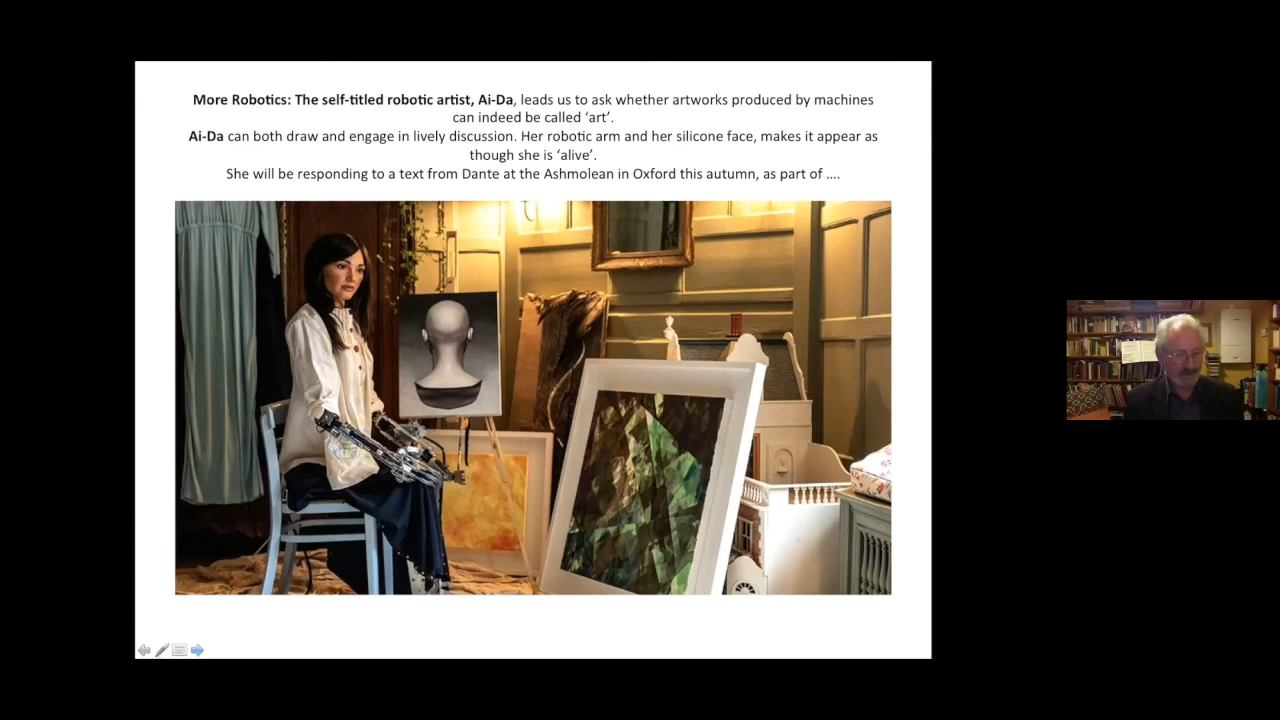 More Robotics: The self-titled robotic artist, Ai-Da, leads us to ask whether artworks produced by machines
can indeed be called ‘art’.
Ai-Da can both draw and engage in lively discussion. Her robotic arm and her silicone face, makes it appear as
though she is ‘alive’.
She will be responding to a text from Dante at the Ashmolean in Oxford this autumn, as part of ....